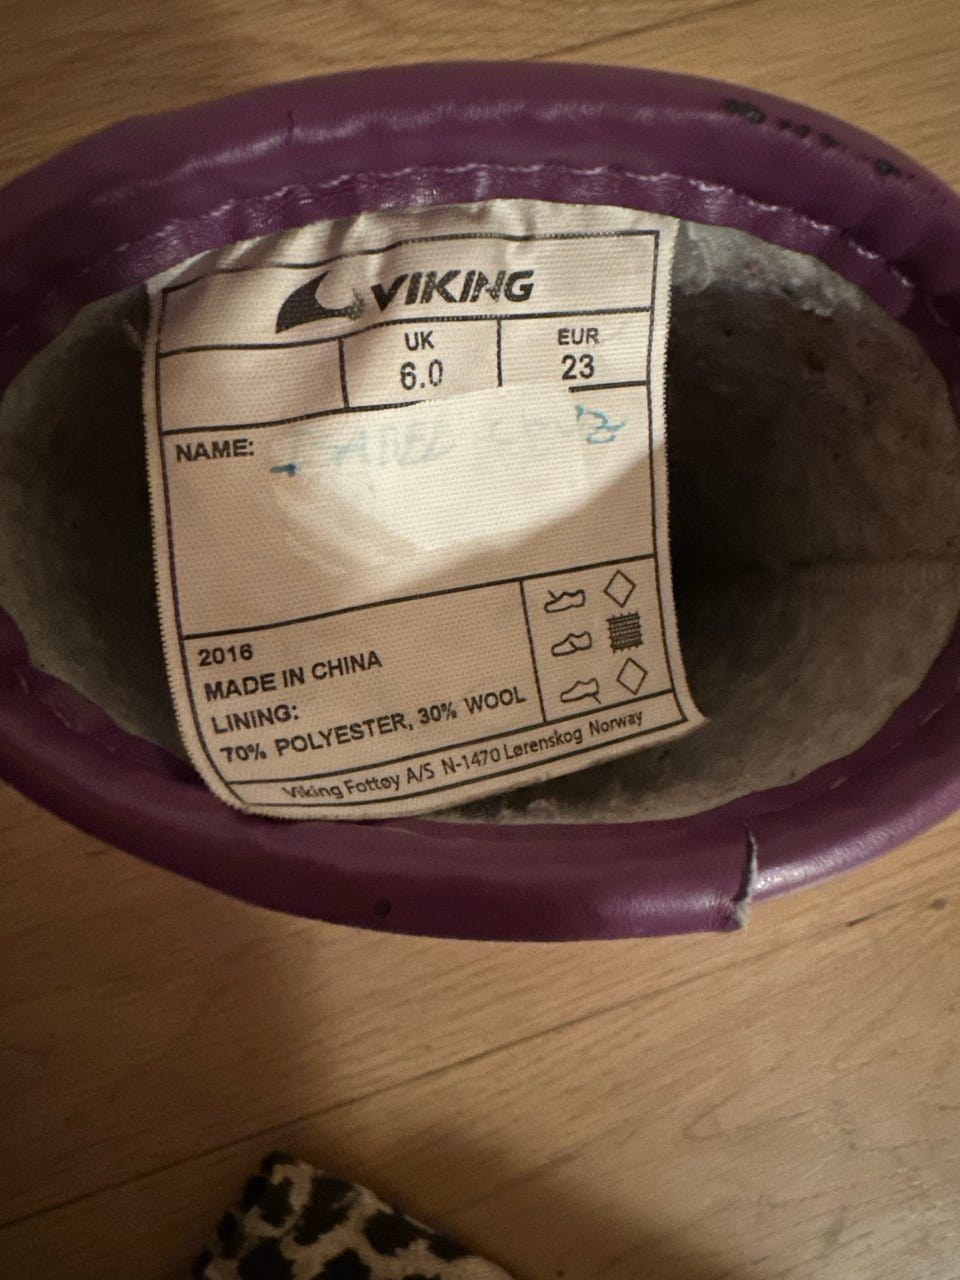 VIKING
UK EUR
6.0 23
NAME:
2016
MADE IN CHINA
LINING:
70% POLYESTER, 30% WOOL
Viking Fottøy A/S N-1470 Lørenskog Norway